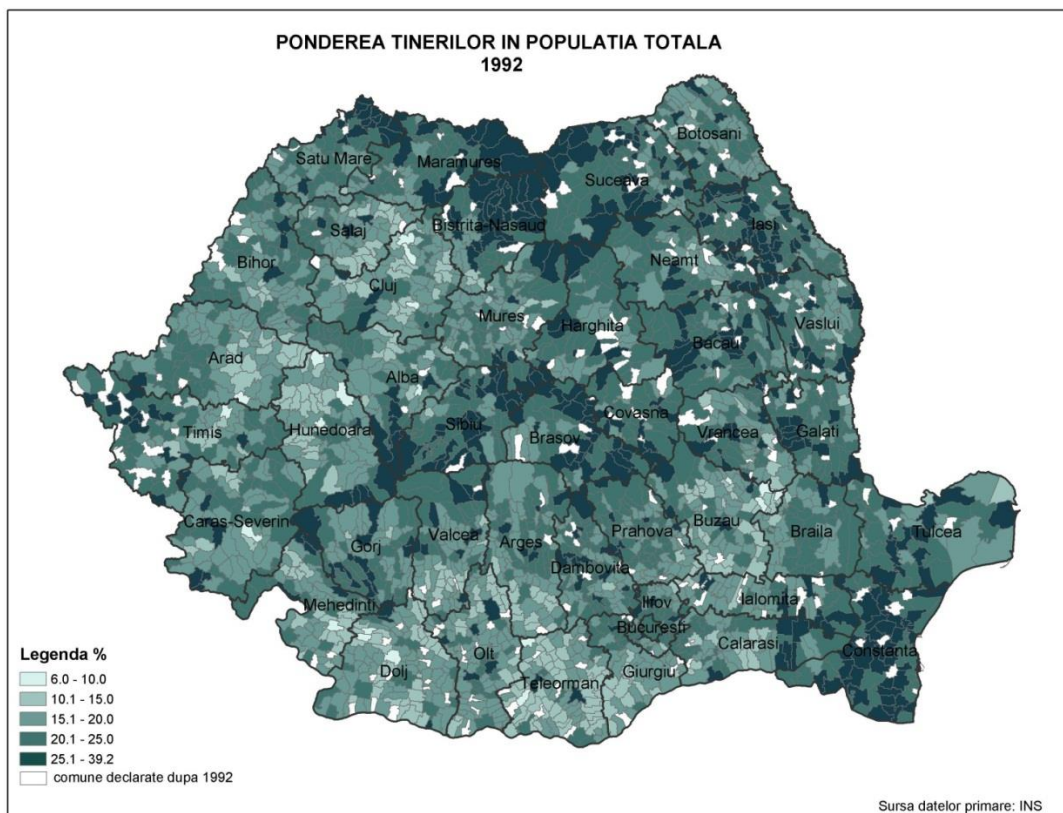 PONDEREA TINERILOR IN POPULATIA TOTALA
1992
Botosani
Satu Mare
Maramures
Suceava
Bistrita-Nasaud
Iasi
Salaj
Bihor
Neamt
Cluj
Mures
Harghita
Vaslui
Bacau
Arad
Alba
Covasna
Timis
Hunedoara
Sibiu
Brasov
Vrancea
Galati
Caras-Severin
Gorj
Valcea
Arges
Prahova
Buzau
Braila
Tulcea
Dambovita
Mehedinti
Ilfov
Ialomita
Bucuresti
Calarasi
Constanta
Dolj
Olt
Teleorman
Giurgiu
Legenda %
6.0 - 10.0
10.1 - 15.0
15.1 - 20.0
20.1 - 25.0
25.1 - 39.2
comune declarate dupa 1992
Sursa datelor primare: INS